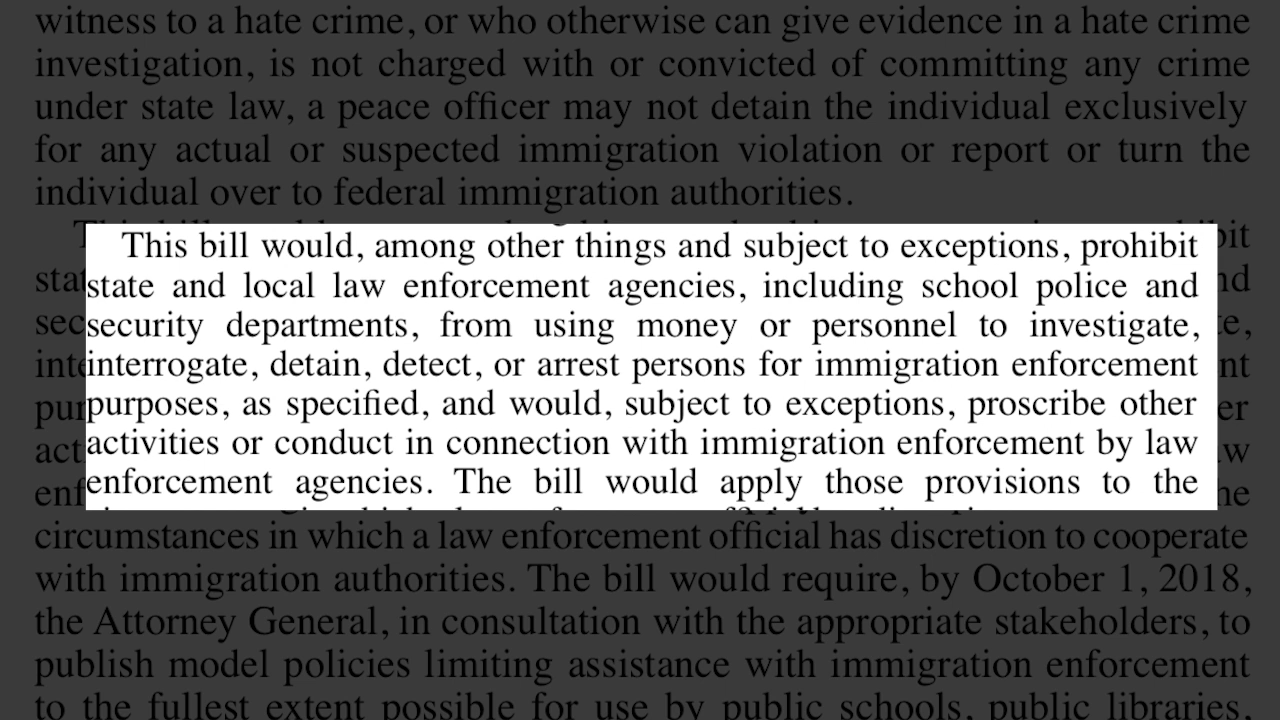 witness to a hate crime, or who otherwise can give evidence in a hate crime
investigation, is not charged with or convicted of committing any crime
under state law, a peace officer may not detain the individual exclusively
for any actual or suspected immigration violation or report or turn the
individual over to federal immigration authorities.
This bill would, among other things and subject to exceptions, prohibit
state and local law enforcement agencies, including school police and
security departments, from using money or personnel to investigate,
interrogate, detain, detect, or arrest persons for immigration enforcement
purposes, as specified, and would, subject to exceptions, proscribe other
activities or conduct in connection with immigration enforcement by law
enforcement agencies. The bill would apply those provisions to the
circumstances in which a law enforcement official has discretion to cooperate
with immigration authorities. The bill would require, by October 1, 2018,
the Attorney General, in consultation with the appropriate stakeholders, to
publish model policies limiting assistance with immigration enforcement
to the fullest extent possible for use by public schools, public libraries,